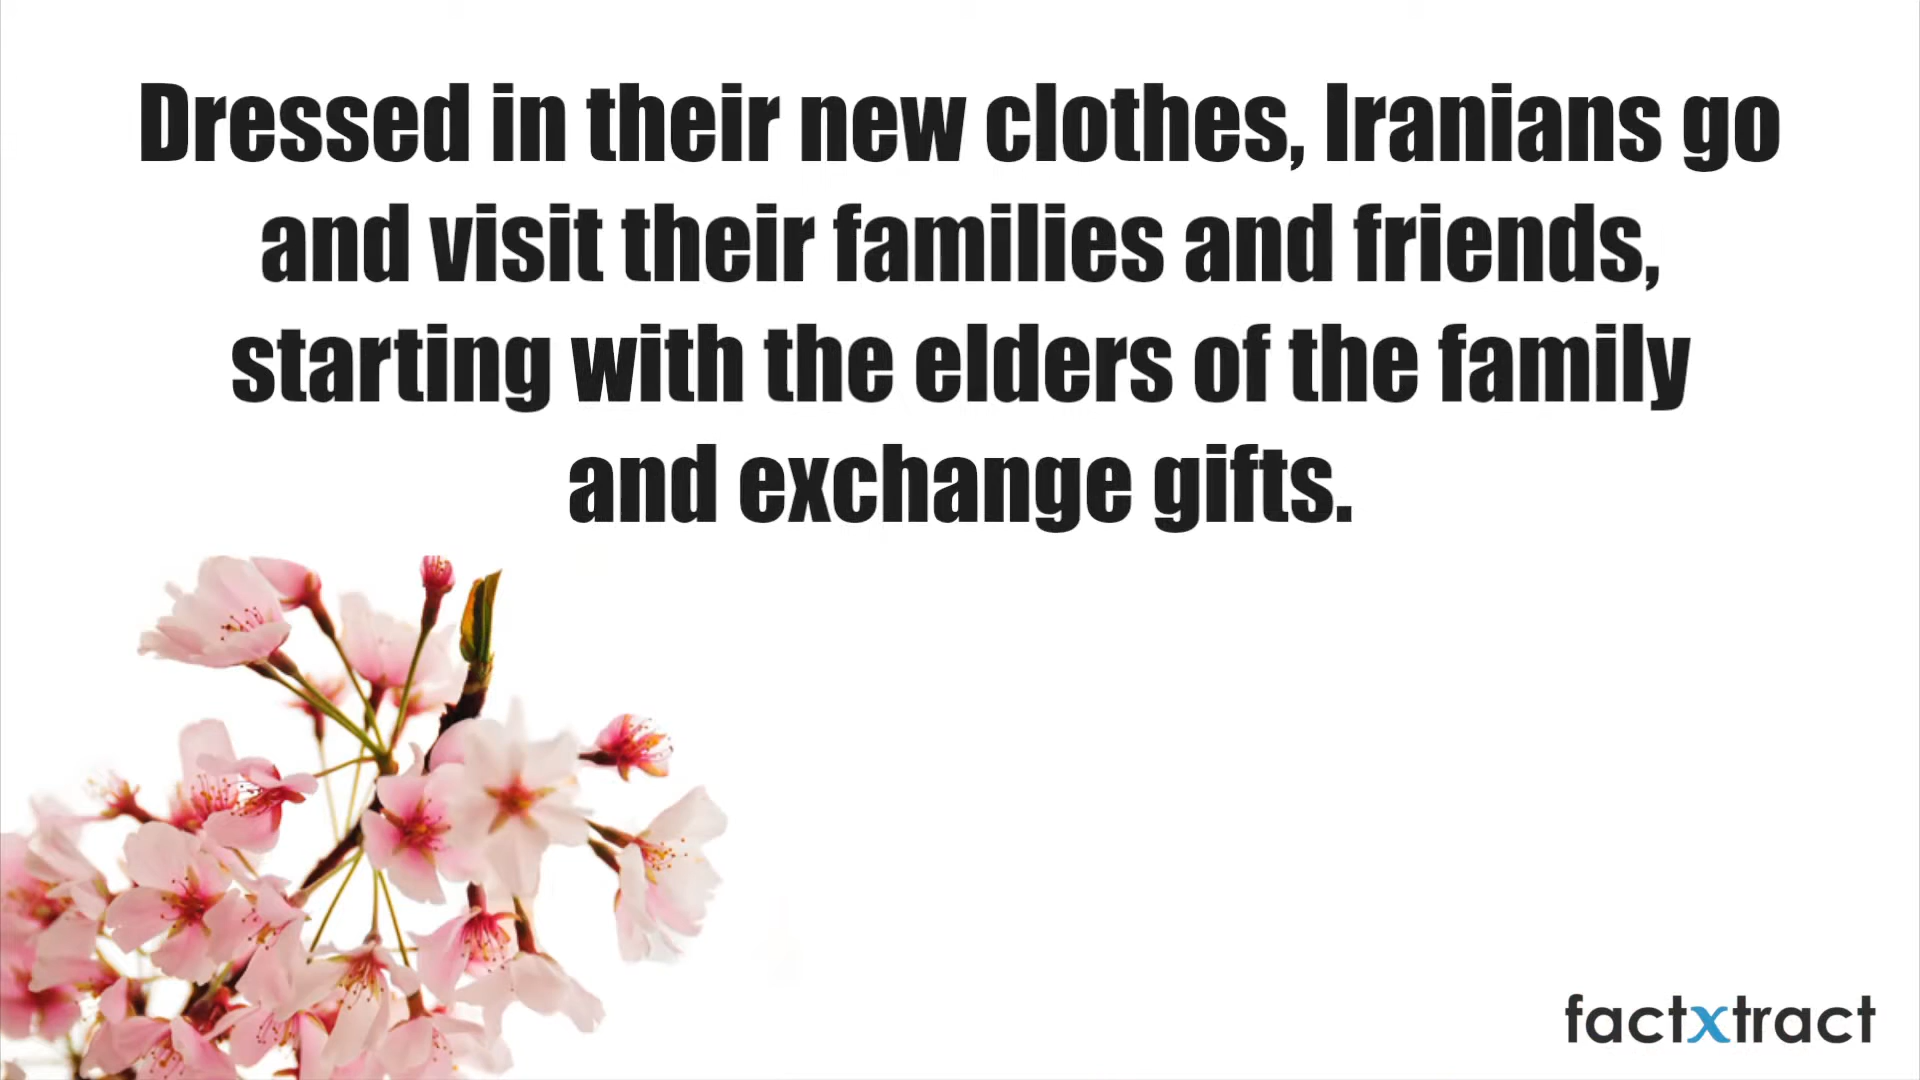 Dressed in their new clothes, Iranians go
and visit their families and friends,
starting with the elders of the family
and exchange gifts.
factxtract